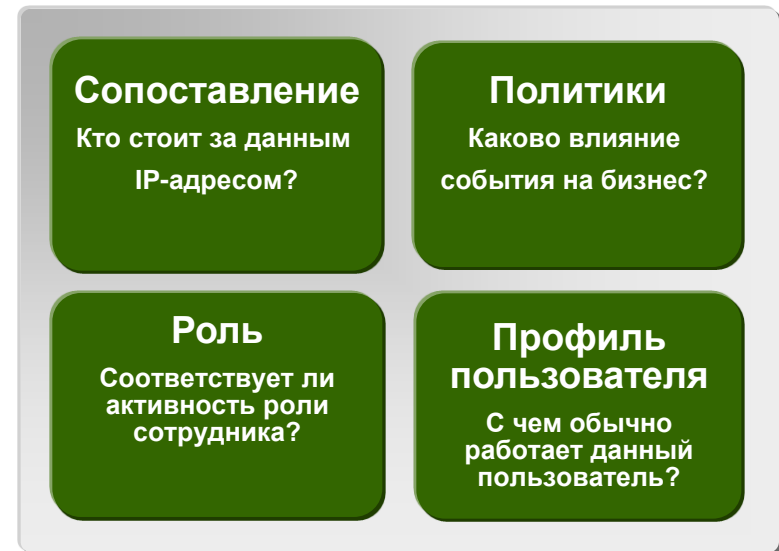 Сопоставление
Кто стоит за данным
IP-адресом?
Политики
Каково влияние
события на бизнес?
Роль
Соответствует ли
активность роли
сотрудника?
Профиль
пользователя
С чем обычно
работает данный
пользователь?